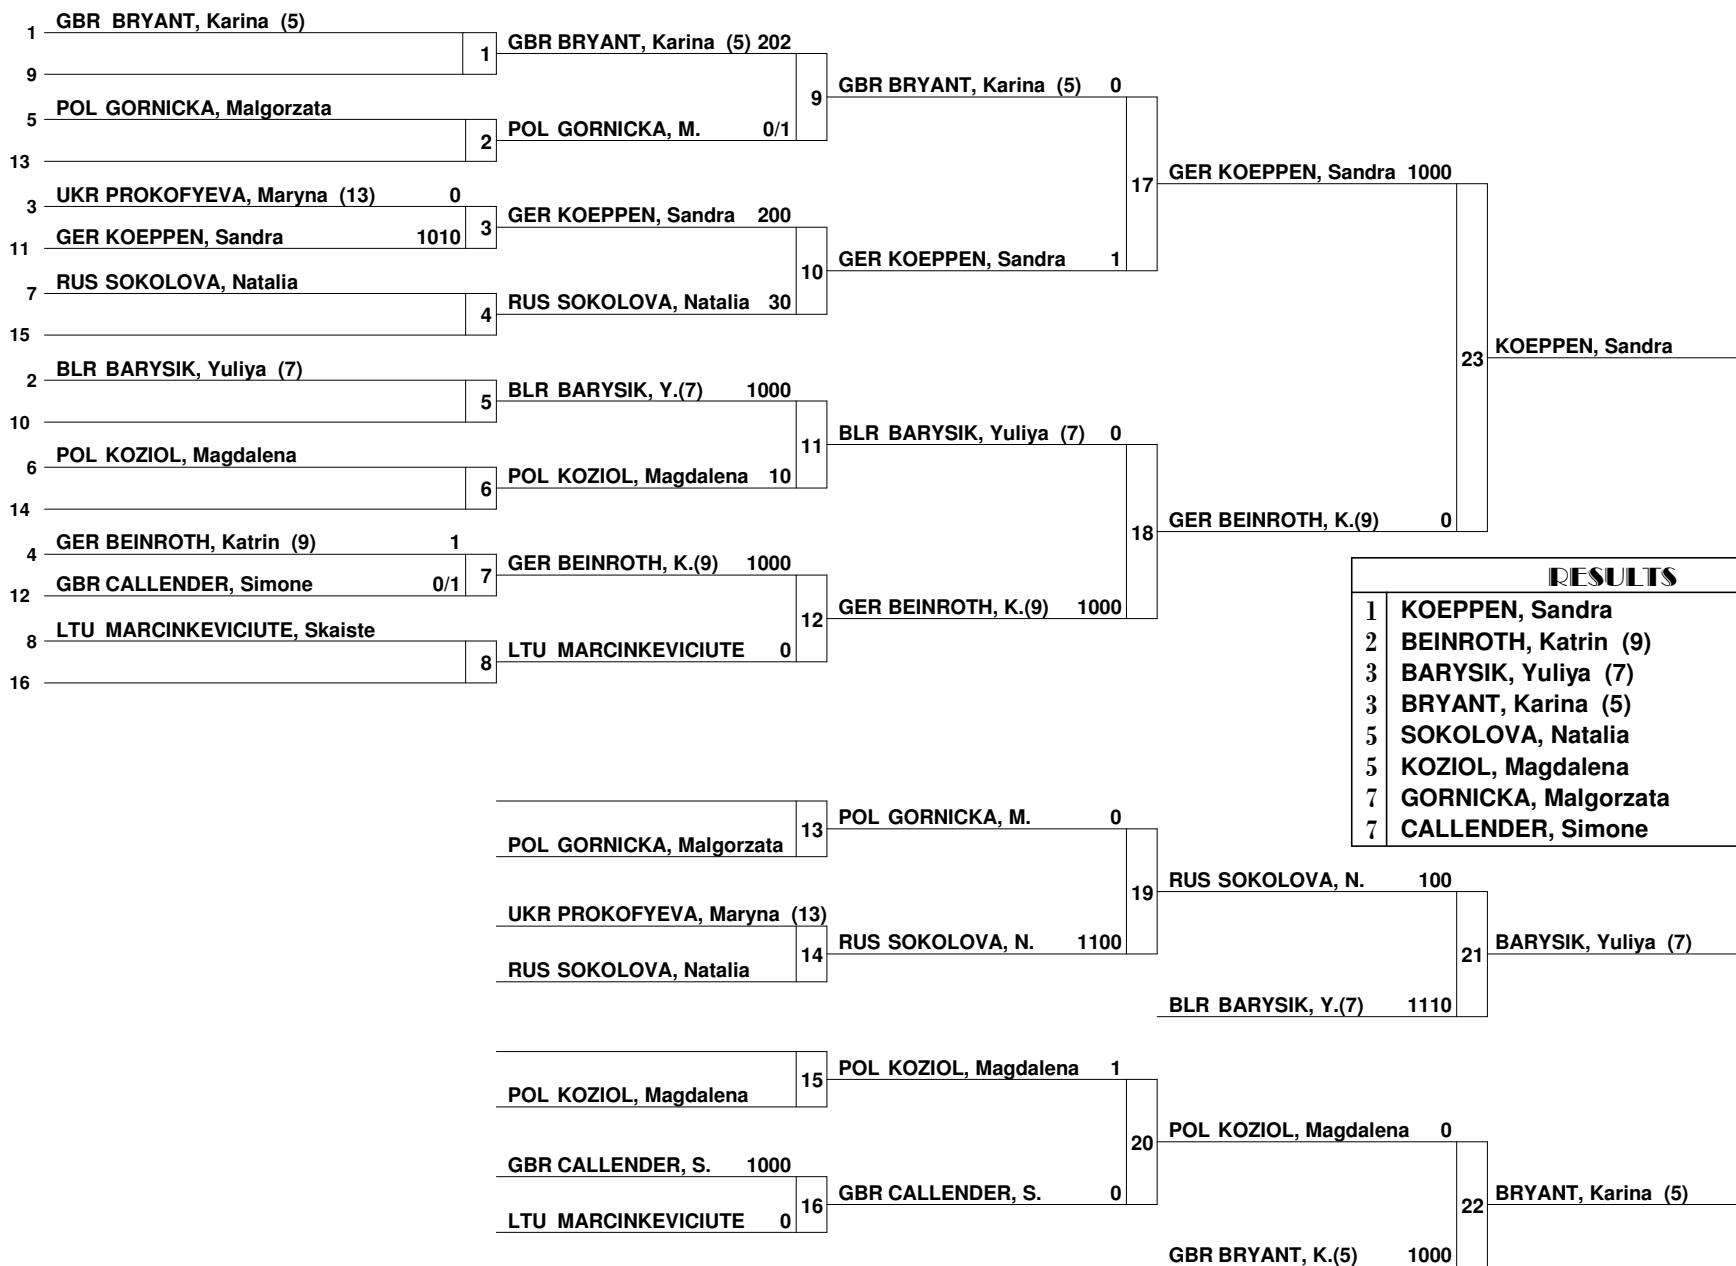 1 GBR BRYANT, Karina (5)
9
1
GBR BRYANT, Karina (5) 202
5 POL GORNICKA, Malgorzata
13
2
POL GORNICKA, M. 0/1
9
GBR BRYANT, Karina (5) 0
3 UKR PROKOFYEVA, Maryna (13) 0
11 GER KOEPPEN, Sandra 1010
3
GER KOEPPEN, Sandra 200
7 RUS SOKOLOVA, Natalia
15
4
RUS SOKOLOVA, Natalia 30
10
GER KOEPPEN, Sandra 1
17
GER KOEPPEN, Sandra 1000
2 BLR BARYSIK, Yuliya (7)
10
5
BLR BARYSIK, Y.(7) 1000
6 POL KOZIOL, Magdalena
14
6
POL KOZIOL, Magdalena 10
11
BLR BARYSIK, Yuliya (7) 0
4 GER BEINROTH, Katrin (9) 1
12 GBR CALLENDER, Simone 0/1
7
GER BEINROTH, K.(9) 1000
8 LTU MARCINKEVICIUTE, Skaiste
16
8
LTU MARCINKEVICIUTE 0
12
GER BEINROTH, K.(9) 1000
18
GER BEINROTH, K.(9) 0
23
KOEPPEN, Sandra
RESULTS
1 KOEPPEN, Sandra
2 BEINROTH, Katrin (9)
3 BARYSIK, Yuliya (7)
3 BRYANT, Karina (5)
5 SOKOLOVA, Natalia
5 KOZIOL, Magdalena
7 GORNICKA, Malgorzata
7 CALLENDER, Simone
POL GORNICKA, Malgorzata
13
POL GORNICKA, M. 0
UKR PROKOFYEVA, Maryna (13)
RUS SOKOLOVA, Natalia
14
RUS SOKOLOVA, N. 1100
19
RUS SOKOLOVA, N. 100
BLR BARYSIK, Y.(7) 1110
21
BARYSIK, Yuliya (7)
POL KOZIOL, Magdalena
15
POL KOZIOL, Magdalena 1
GBR CALLENDER, S. 1000
LTU MARCINKEVICIUTE 0
16
GBR CALLENDER, S. 0
20
POL KOZIOL, Magdalena 0
GBR BRYANT, K.(5) 1000
22
BRYANT, Karina (5)